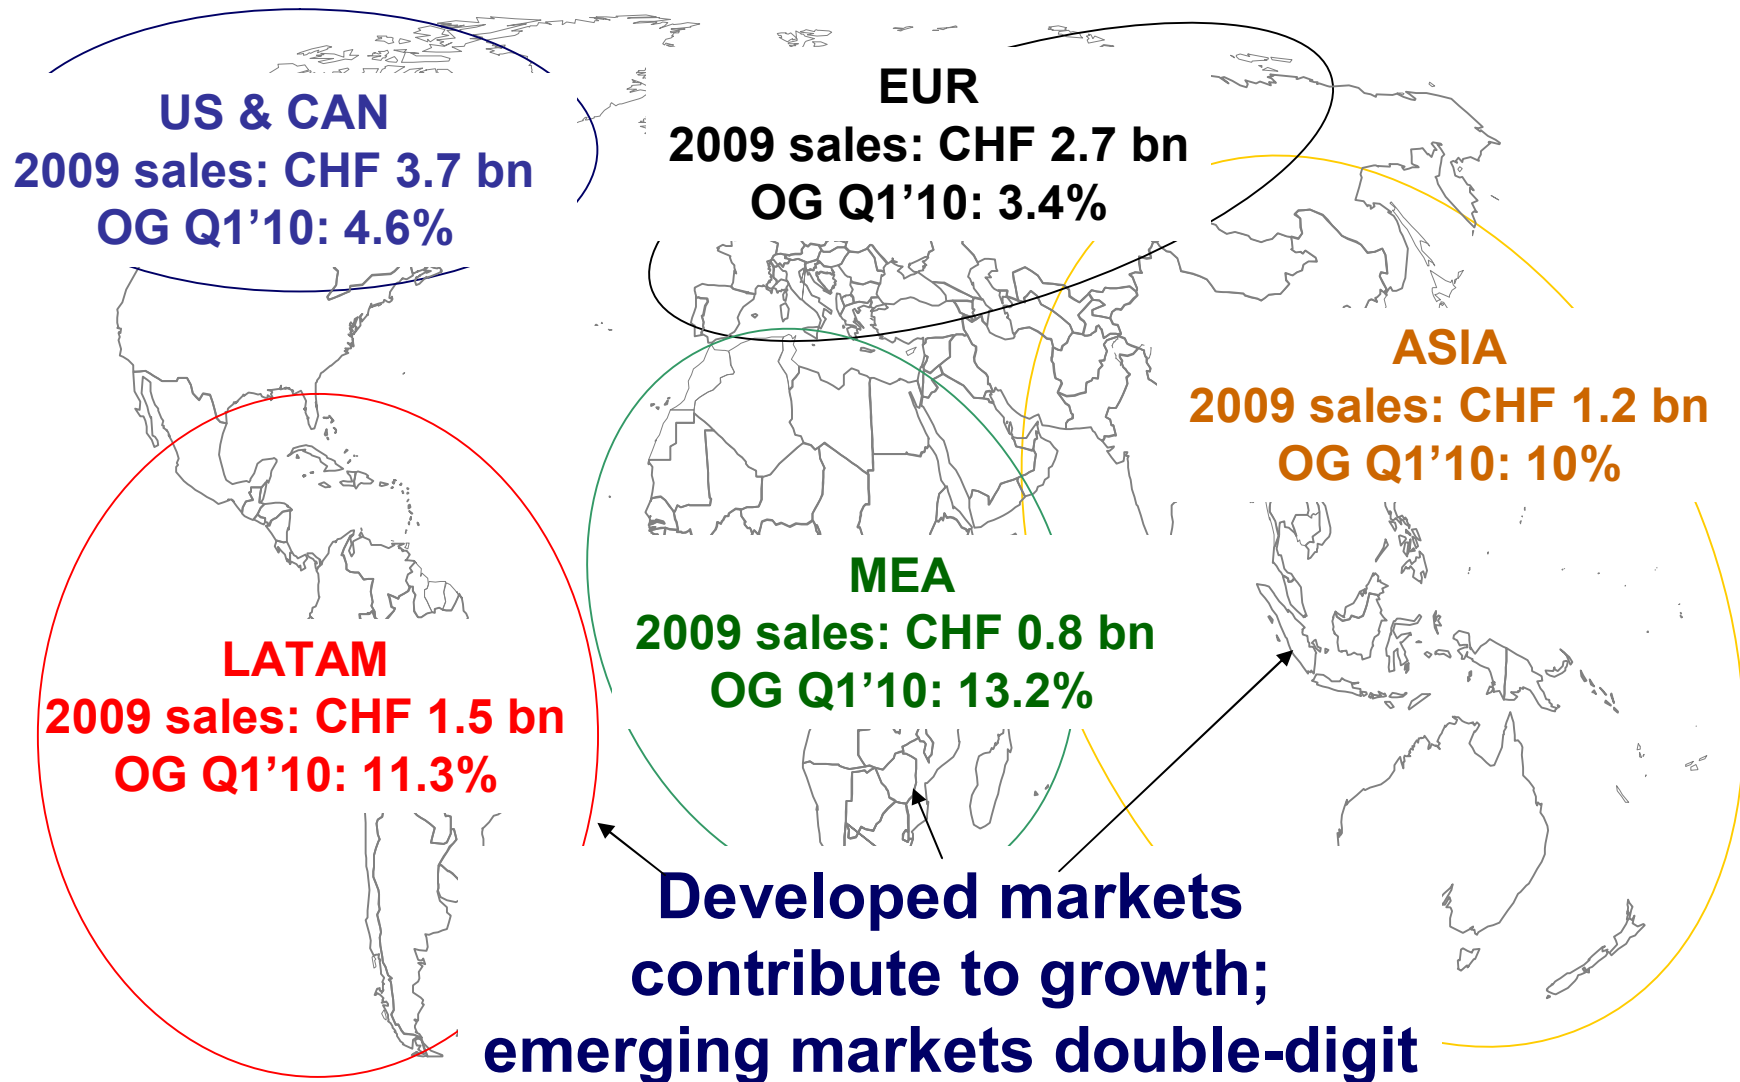 US & CAN
2009 sales: CHF 3.7 bn
OG Q1’10: 4.6%
EUR
2009 sales: CHF 2.7 bn
OG Q1’10: 3.4%
ASIA
2009 sales: CHF 1.2 bn
OG Q1’10: 10%
MEA
2009 sales: CHF 0.8 bn
OG Q1’10: 13.2%
LATAM
2009 sales: CHF 1.5 bn
OG Q1’10: 11.3%
Developed markets
contribute to growth;
emerging markets double-digit